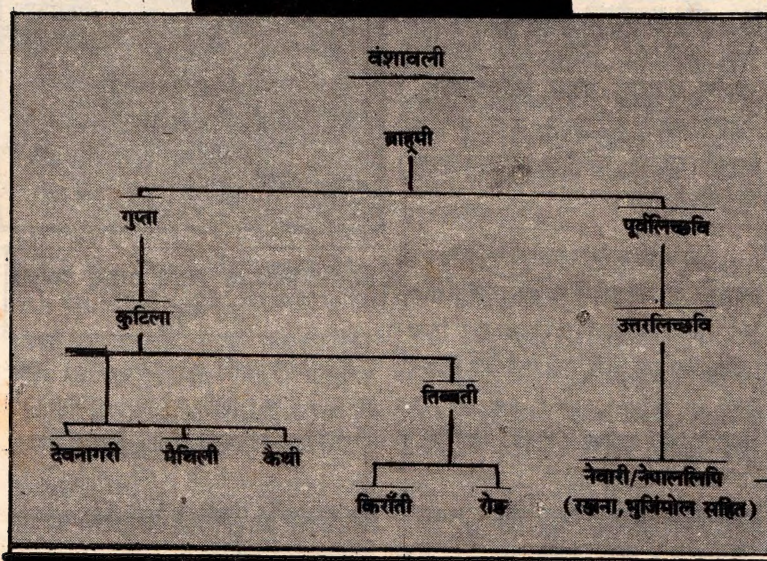 वंशावली
ब्राह्मी
गुप्ता
पूर्वलिच्छवि
कुटिला
उत्तरलिच्छवि
तिब्बती
देवनागरी मैथिली कैथी
किराँती रोङ
नेवारी/नेपाललिपि
(रञ्जना,भुजिंमोल सहित)